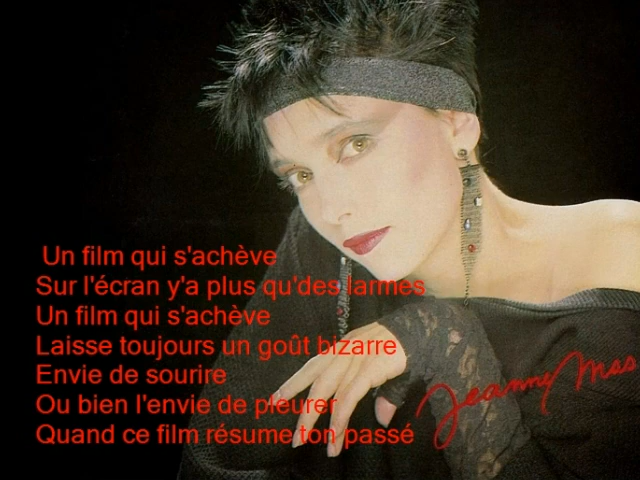 Un film qui s'achève
Sur l'écran y'a plus qu'des larmes
Un film qui s'achève
Laisse toujours un goût bizarre
Envie de sourire
Ou bien l'envie de pleurer
Quand ce film résume ton passé
Jeanny Mas